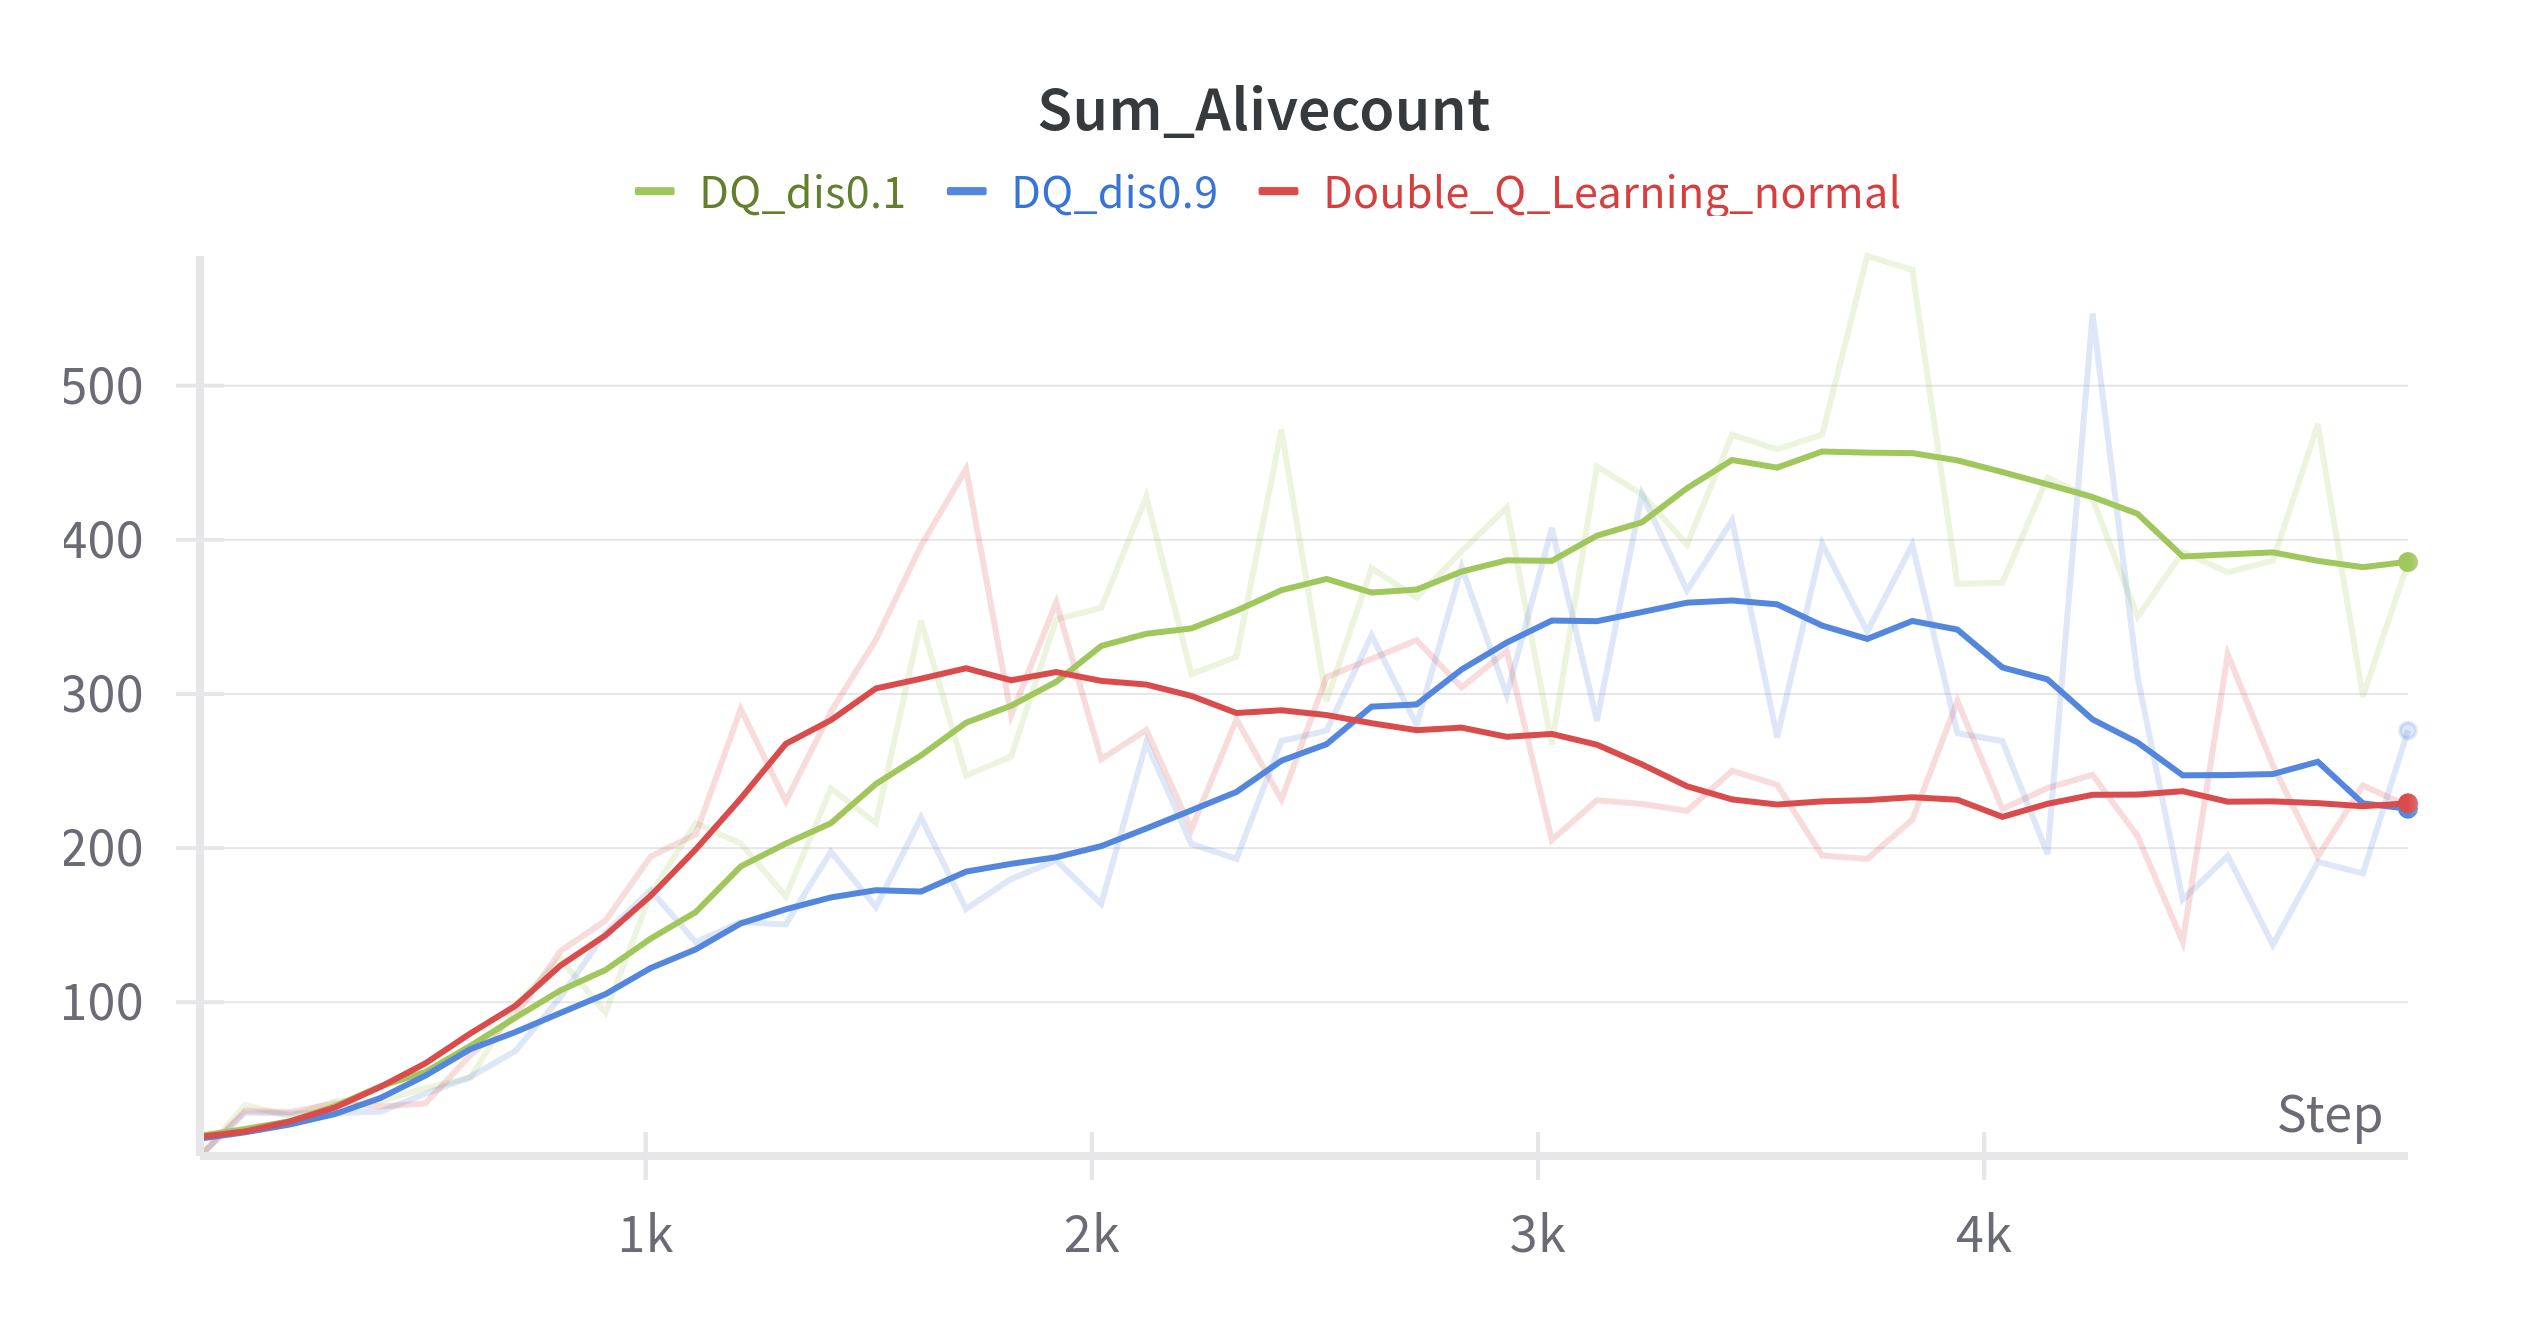 Sum_Alivecount
DQ_dis0.1 DQ_dis0.9 Double_Q_Learning_normal
500
400
300
200
100
Step
1k 2k 3k 4k